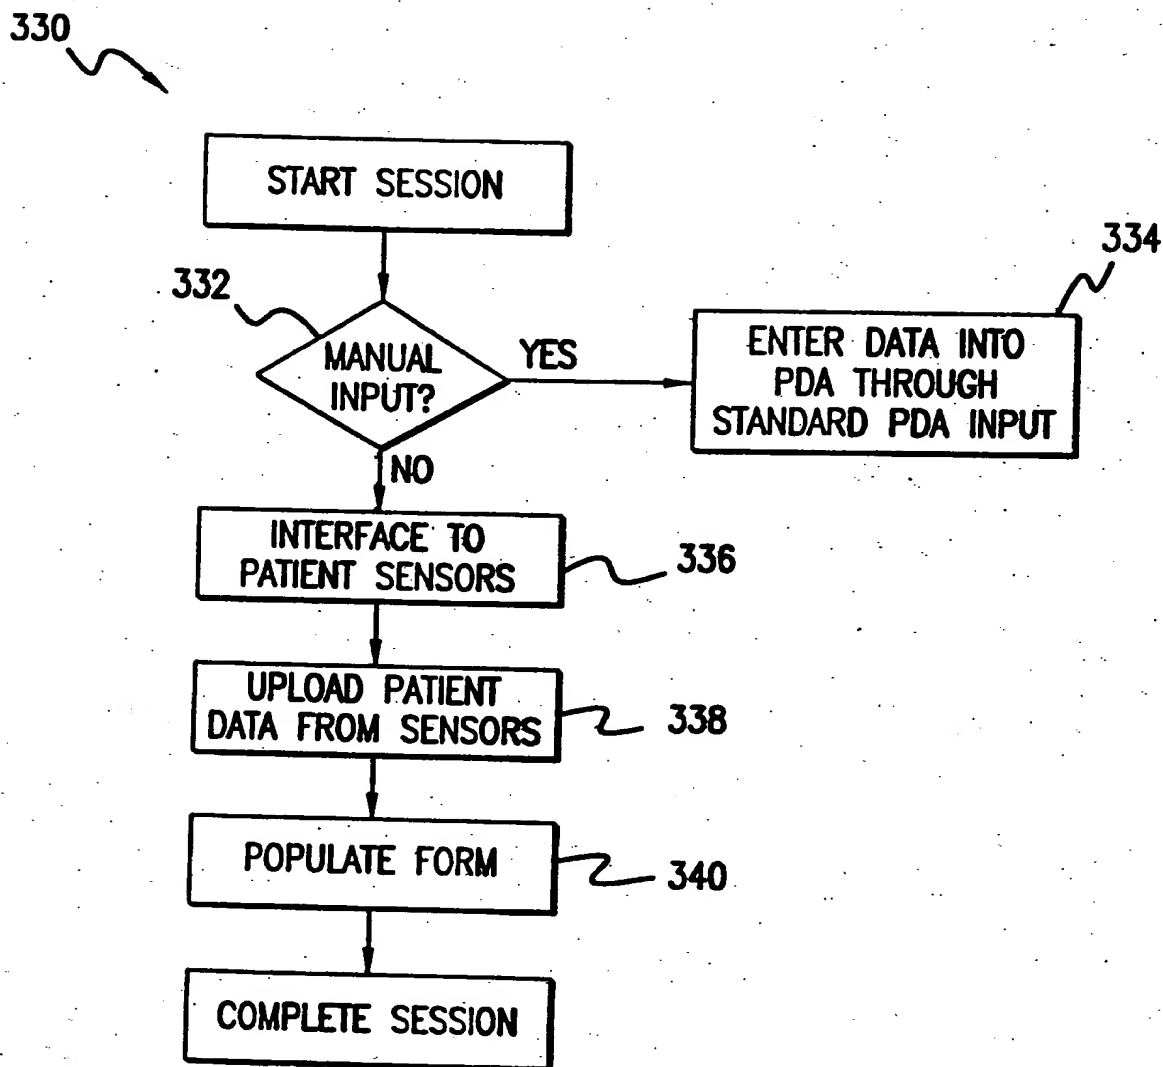 330
START SESSION
334
332
MANUAL
INPUT?
YES
ENTER DATA INTO
PDA THROUGH
STANDARD PDA INPUT
NO
INTERFACE TO
PATIENT SENSORS
336
UPLOAD PATIENT
DATA FROM SENSORS
338
POPULATE FORM
340
COMPLETE SESSION